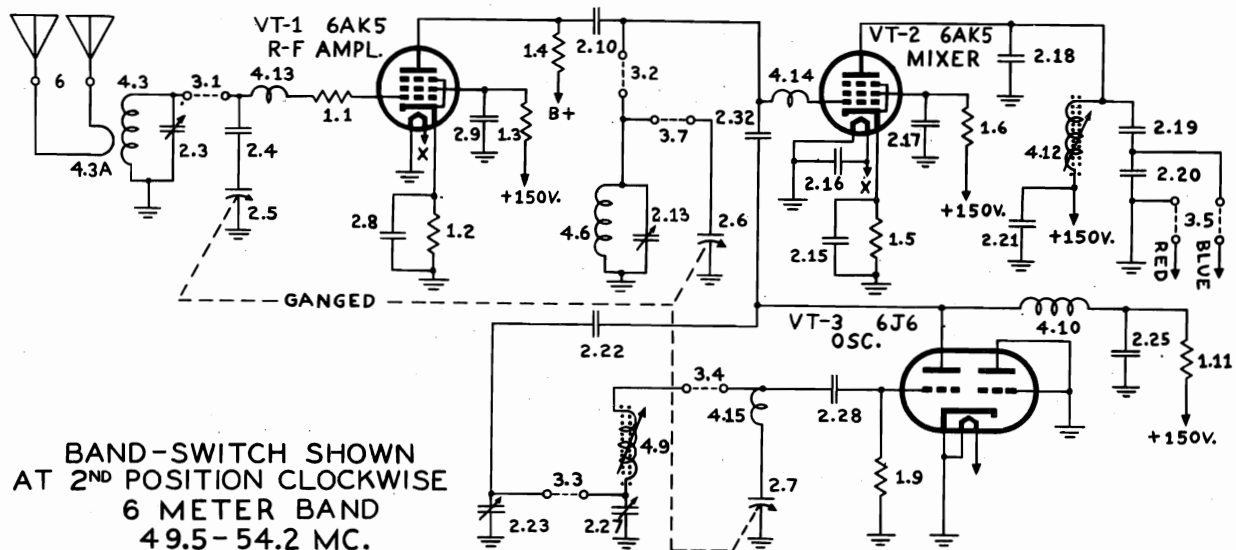 VT-1 6AK5
R-F AMPL.
VT-2 6AK5
MIXER
6
4.3
3.1
4.13
1.1
2.3
2.4
2.5
4.3A
X
2.9
1.3
+150V.
2.8
1.2
1.4
B+
2.10
3.2
3.7
2.32
4.6
2.13
2.6
4.14
2.16
X
2.17
1.6
+150V.
2.15
1.5
2.18
4.12
2.19
2.20
2.21
+150V.
3.5
RED
BLUE
GANGED
VT-3 6J6
OSC.
4.10
2.25
1.11
+150V.
2.22
3.4
4.15
2.28
4.9
3.3
2.23
2.27
2.7
1.9
BAND-SWITCH SHOWN
AT 2ND POSITION CLOCKWISE
6 METER BAND
49.5-54.2 MC.